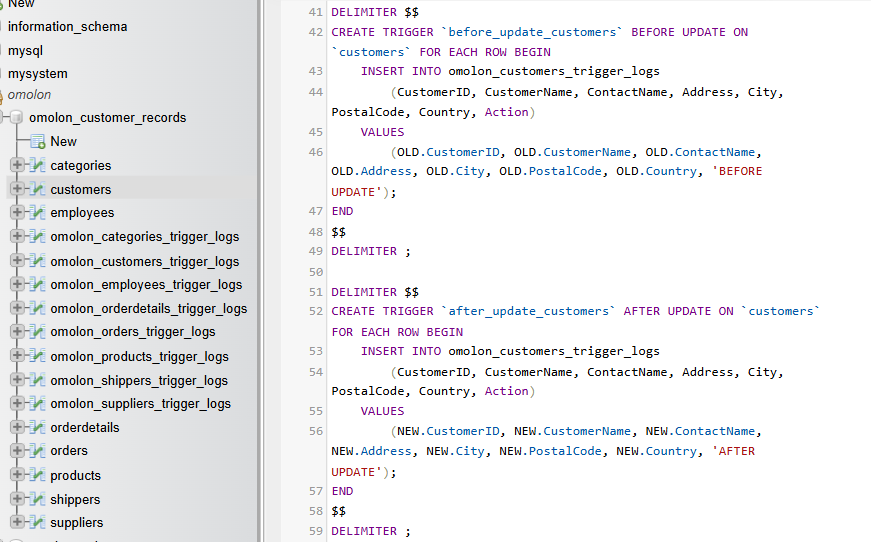 New
information_schema
mysql
mysystem
omolon
omolon_customer_records
New
categories
customers
employees
omolon_categories_trigger_logs
omolon_customers_trigger_logs
omolon_employees_trigger_logs
omolon_orderdetails_trigger_logs
omolon_orders_trigger_logs
omolon_products_trigger_logs
omolon_shippers_trigger_logs
omolon_suppliers_trigger_logs
orderdetails
orders
products
shippers
suppliers
41 DELIMITER $$
42 CREATE TRIGGER `before_update_customers` BEFORE UPDATE ON
`customers` FOR EACH ROW BEGIN
43 INSERT INTO omolon_customers_trigger_logs
44 (CustomerID, CustomerName, ContactName, Address, City,
PostalCode, Country, Action)
45 VALUES
46 (OLD.CustomerID, OLD.CustomerName, OLD.ContactName,
OLD.Address, OLD.City, OLD.PostalCode, OLD.Country, 'BEFORE
UPDATE');
47 END
48 $$
49 DELIMITER ;
50
51 DELIMITER $$
52 CREATE TRIGGER `after_update_customers` AFTER UPDATE ON `customers`
FOR EACH ROW BEGIN
53 INSERT INTO omolon_customers_trigger_logs
54 (CustomerID, CustomerName, ContactName, Address, City,
PostalCode, Country, Action)
55 VALUES
56 (NEW.CustomerID, NEW.CustomerName, NEW.ContactName,
NEW.Address, NEW.City, NEW.PostalCode, NEW.Country, 'AFTER
UPDATE');
57 END
58 $$
59 DELIMITER ;